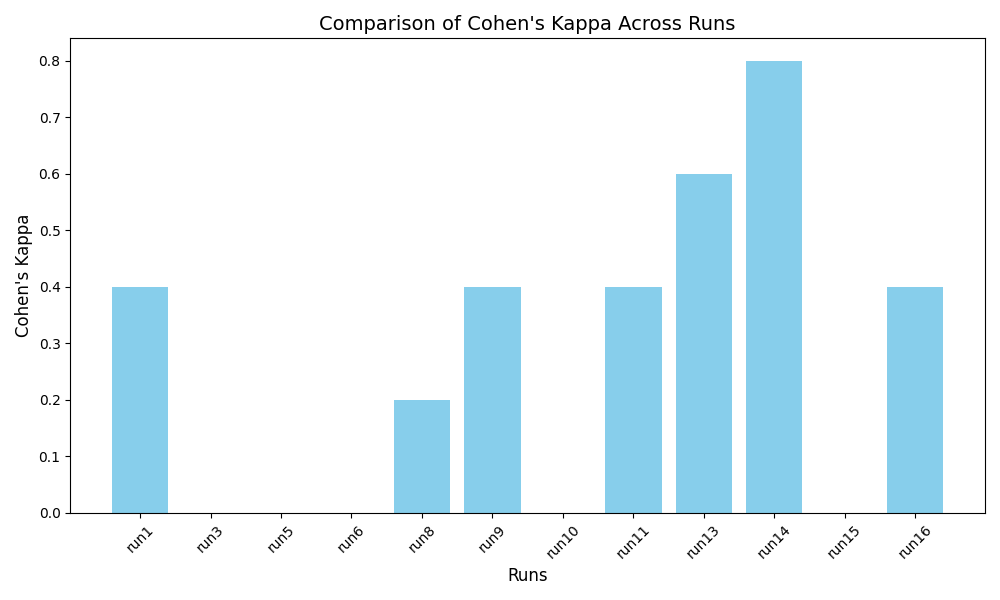 Comparison of Cohen's Kappa Across Runs
Cohen's Kappa
0.8
0.7
0.6
0.5
0.4
0.3
0.2
0.1
0.0
run1 run3 run5 run6 run8 run9 run10 run11 run13 run14 run15 run16
Runs